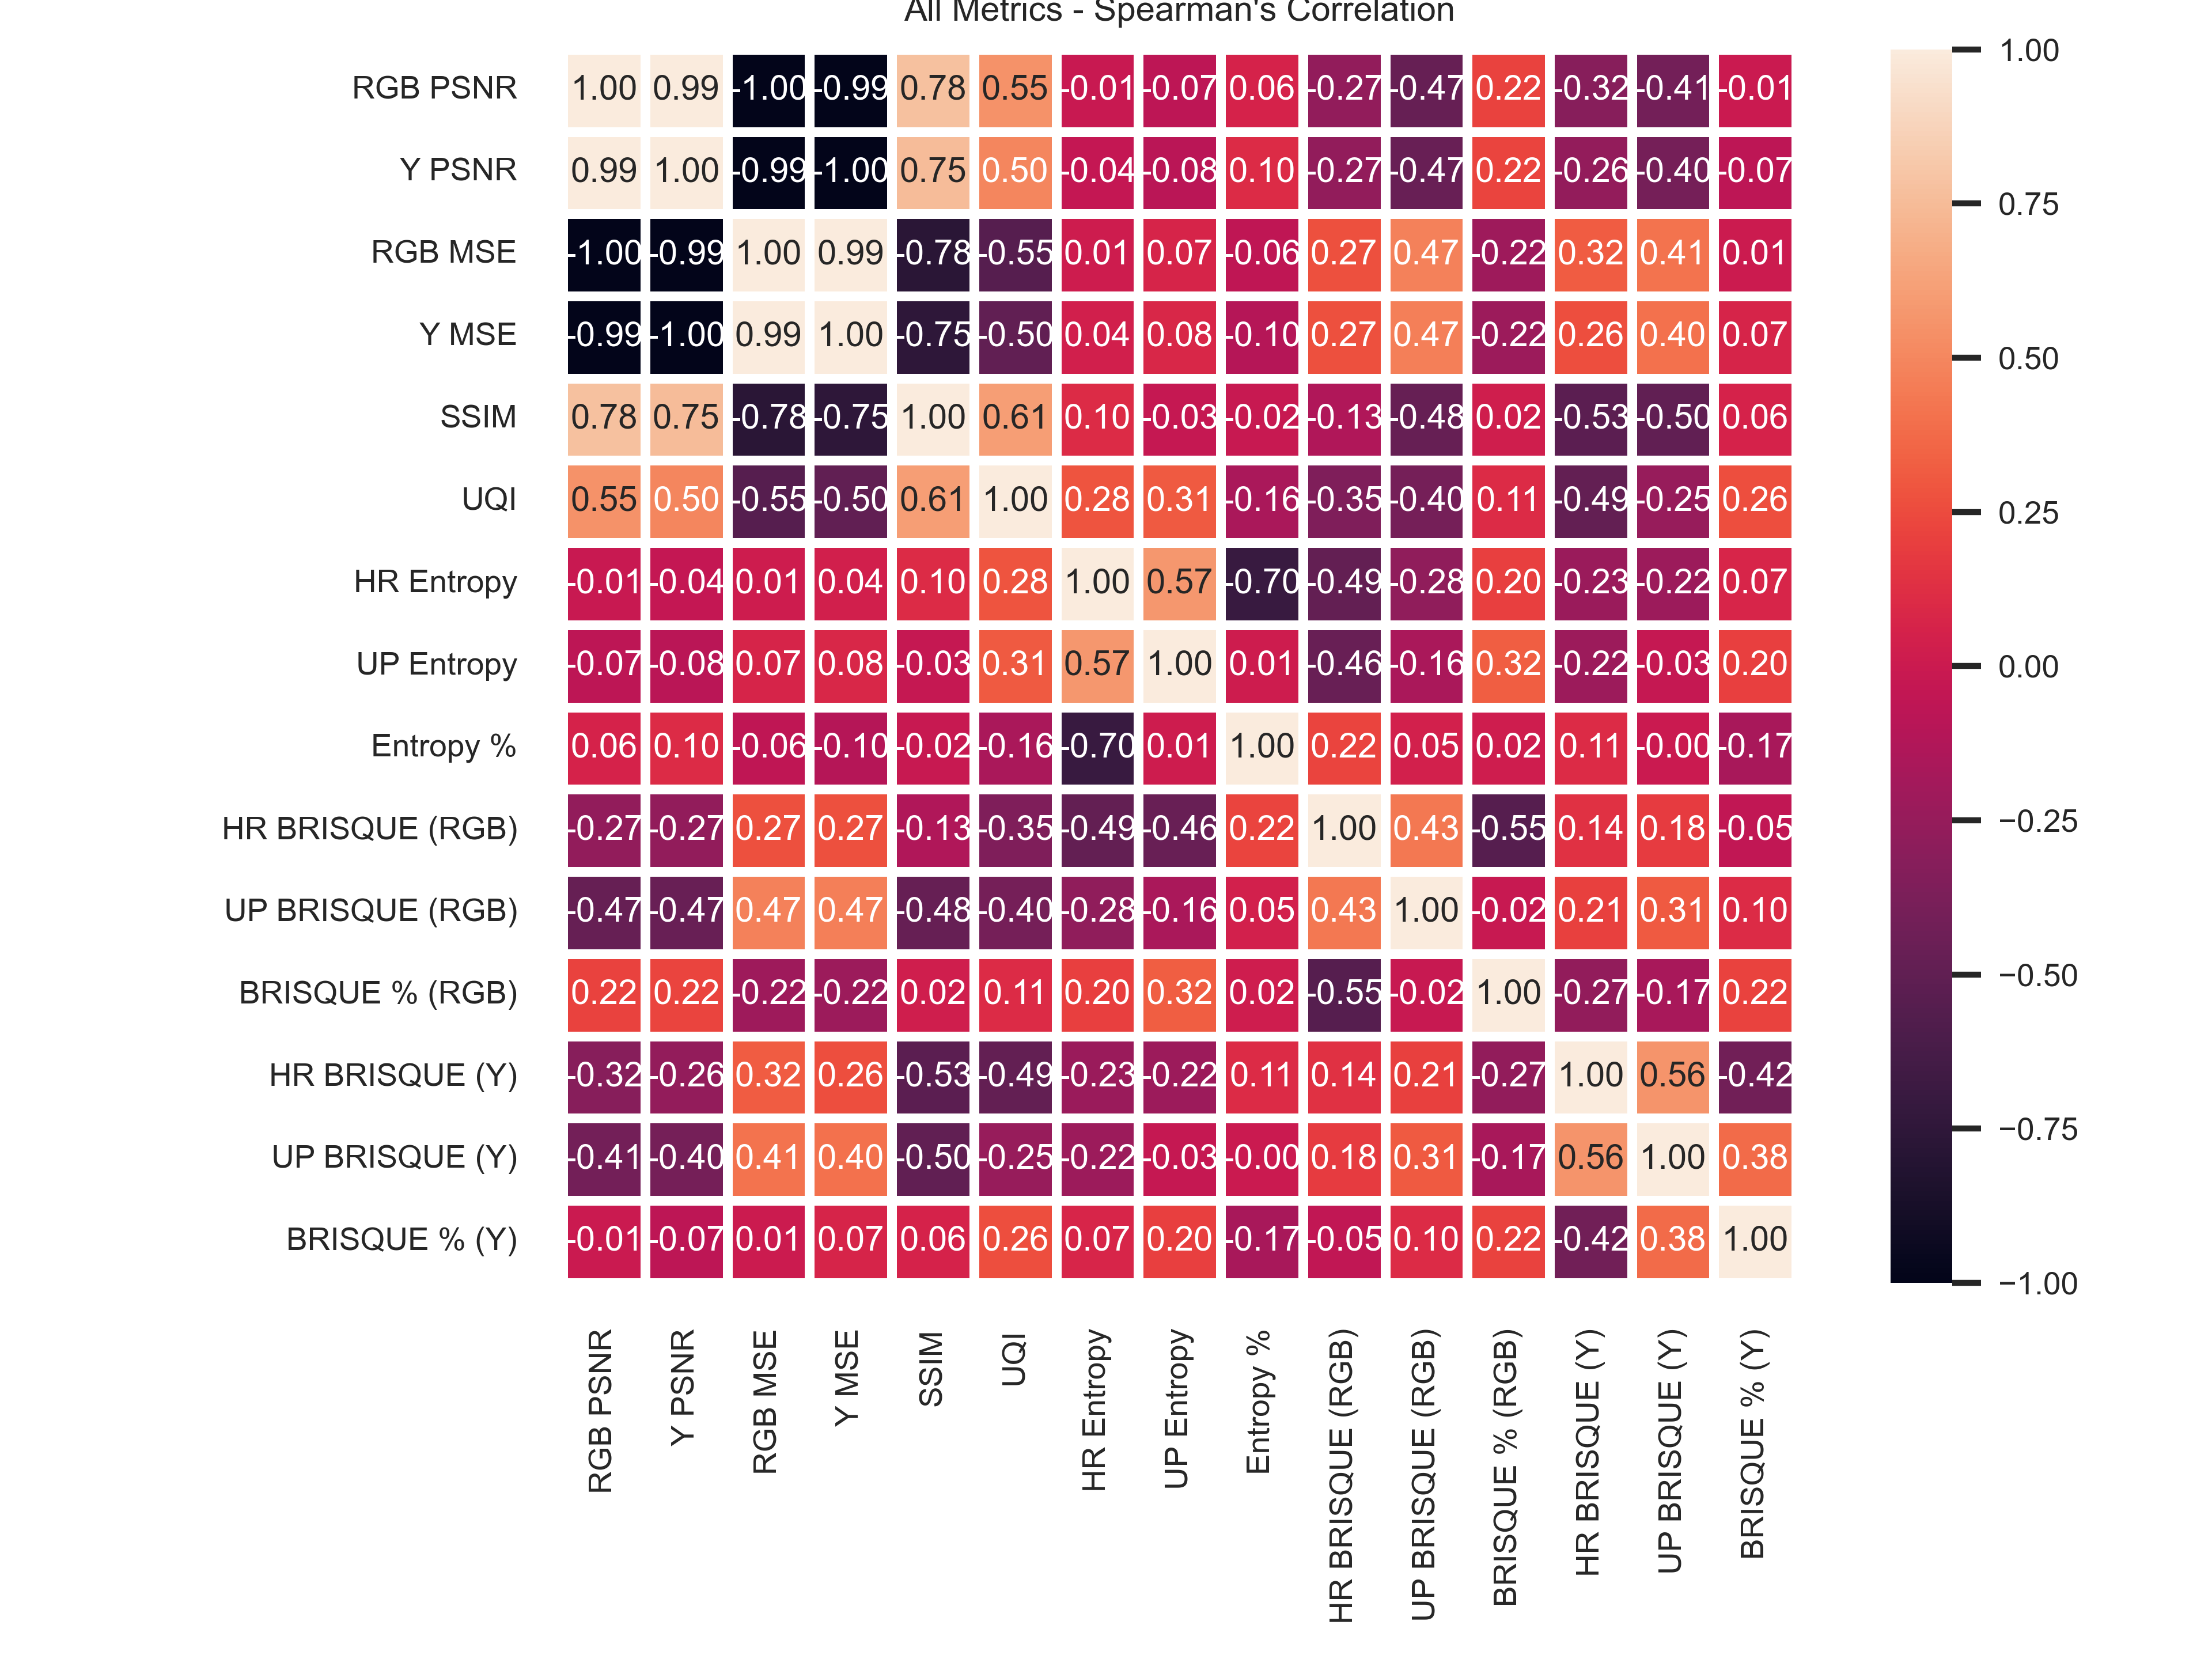 All Metrics - Spearman's Correlation
RGB PSNR 1.00 0.99 -1.00 -0.99 0.78 0.55 -0.01 -0.07 0.06 -0.27 -0.47 0.22 -0.32 -0.41 -0.01
Y PSNR 0.99 1.00 -0.99 -1.00 0.75 0.50 -0.04 -0.08 0.10 -0.27 -0.47 0.22 -0.26 -0.40 -0.07
RGB MSE -1.00 -0.99 1.00 0.99 -0.78 -0.55 0.01 0.07 -0.06 0.27 0.47 -0.22 0.32 0.41 0.01
Y MSE -0.99 -1.00 0.99 1.00 -0.75 -0.50 0.04 0.08 -0.10 0.27 0.47 -0.22 0.26 0.40 0.07
SSIM 0.78 0.75 -0.78 -0.75 1.00 0.61 0.10 -0.03 -0.02 -0.13 -0.48 0.02 -0.53 -0.50 0.06
UQI 0.55 0.50 -0.55 -0.50 0.61 1.00 0.28 0.31 -0.16 -0.35 -0.40 0.11 -0.49 -0.25 0.26
HR Entropy -0.01 -0.04 0.01 0.04 0.10 0.28 1.00 0.57 -0.70 -0.49 -0.28 0.20 -0.23 -0.22 0.07
UP Entropy -0.07 -0.08 0.07 0.08 -0.03 0.31 0.57 1.00 0.01 -0.46 -0.16 0.32 -0.22 -0.03 0.20
Entropy % 0.06 0.10 -0.06 -0.10 -0.02 -0.16 -0.70 0.01 1.00 0.22 0.05 0.02 0.11 -0.00 -0.17
HR BRISQUE (RGB) -0.27 -0.27 0.27 0.27 -0.13 -0.35 -0.49 -0.46 0.22 1.00 0.43 -0.55 0.14 0.18 -0.05
UP BRISQUE (RGB) -0.47 -0.47 0.47 0.47 -0.48 -0.40 -0.28 -0.16 0.05 0.43 1.00 -0.02 0.21 0.31 0.10
BRISQUE % (RGB) 0.22 0.22 -0.22 -0.22 0.02 0.11 0.20 0.32 0.02 -0.55 -0.02 1.00 -0.27 -0.17 0.22
HR BRISQUE (Y) -0.32 -0.26 0.32 0.26 -0.53 -0.49 -0.23 -0.22 0.11 0.14 0.21 -0.27 1.00 0.56 -0.42
UP BRISQUE (Y) -0.41 -0.40 0.41 0.40 -0.50 -0.25 -0.22 -0.03 -0.00 0.18 0.31 -0.17 0.56 1.00 0.38
BRISQUE % (Y) -0.01 -0.07 0.01 0.07 0.06 0.26 0.07 0.20 -0.17 -0.05 0.10 0.22 -0.42 0.38 1.00
RGB PSNR
Y PSNR
RGB MSE
Y MSE
SSIM
UQI
HR Entropy
UP Entropy
Entropy %
HR BRISQUE (RGB)
UP BRISQUE (RGB)
BRISQUE % (RGB)
HR BRISQUE (Y)
UP BRISQUE (Y)
BRISQUE % (Y)
1.00
0.75
0.50
0.25
0.00
−0.25
−0.50
−0.75
−1.00